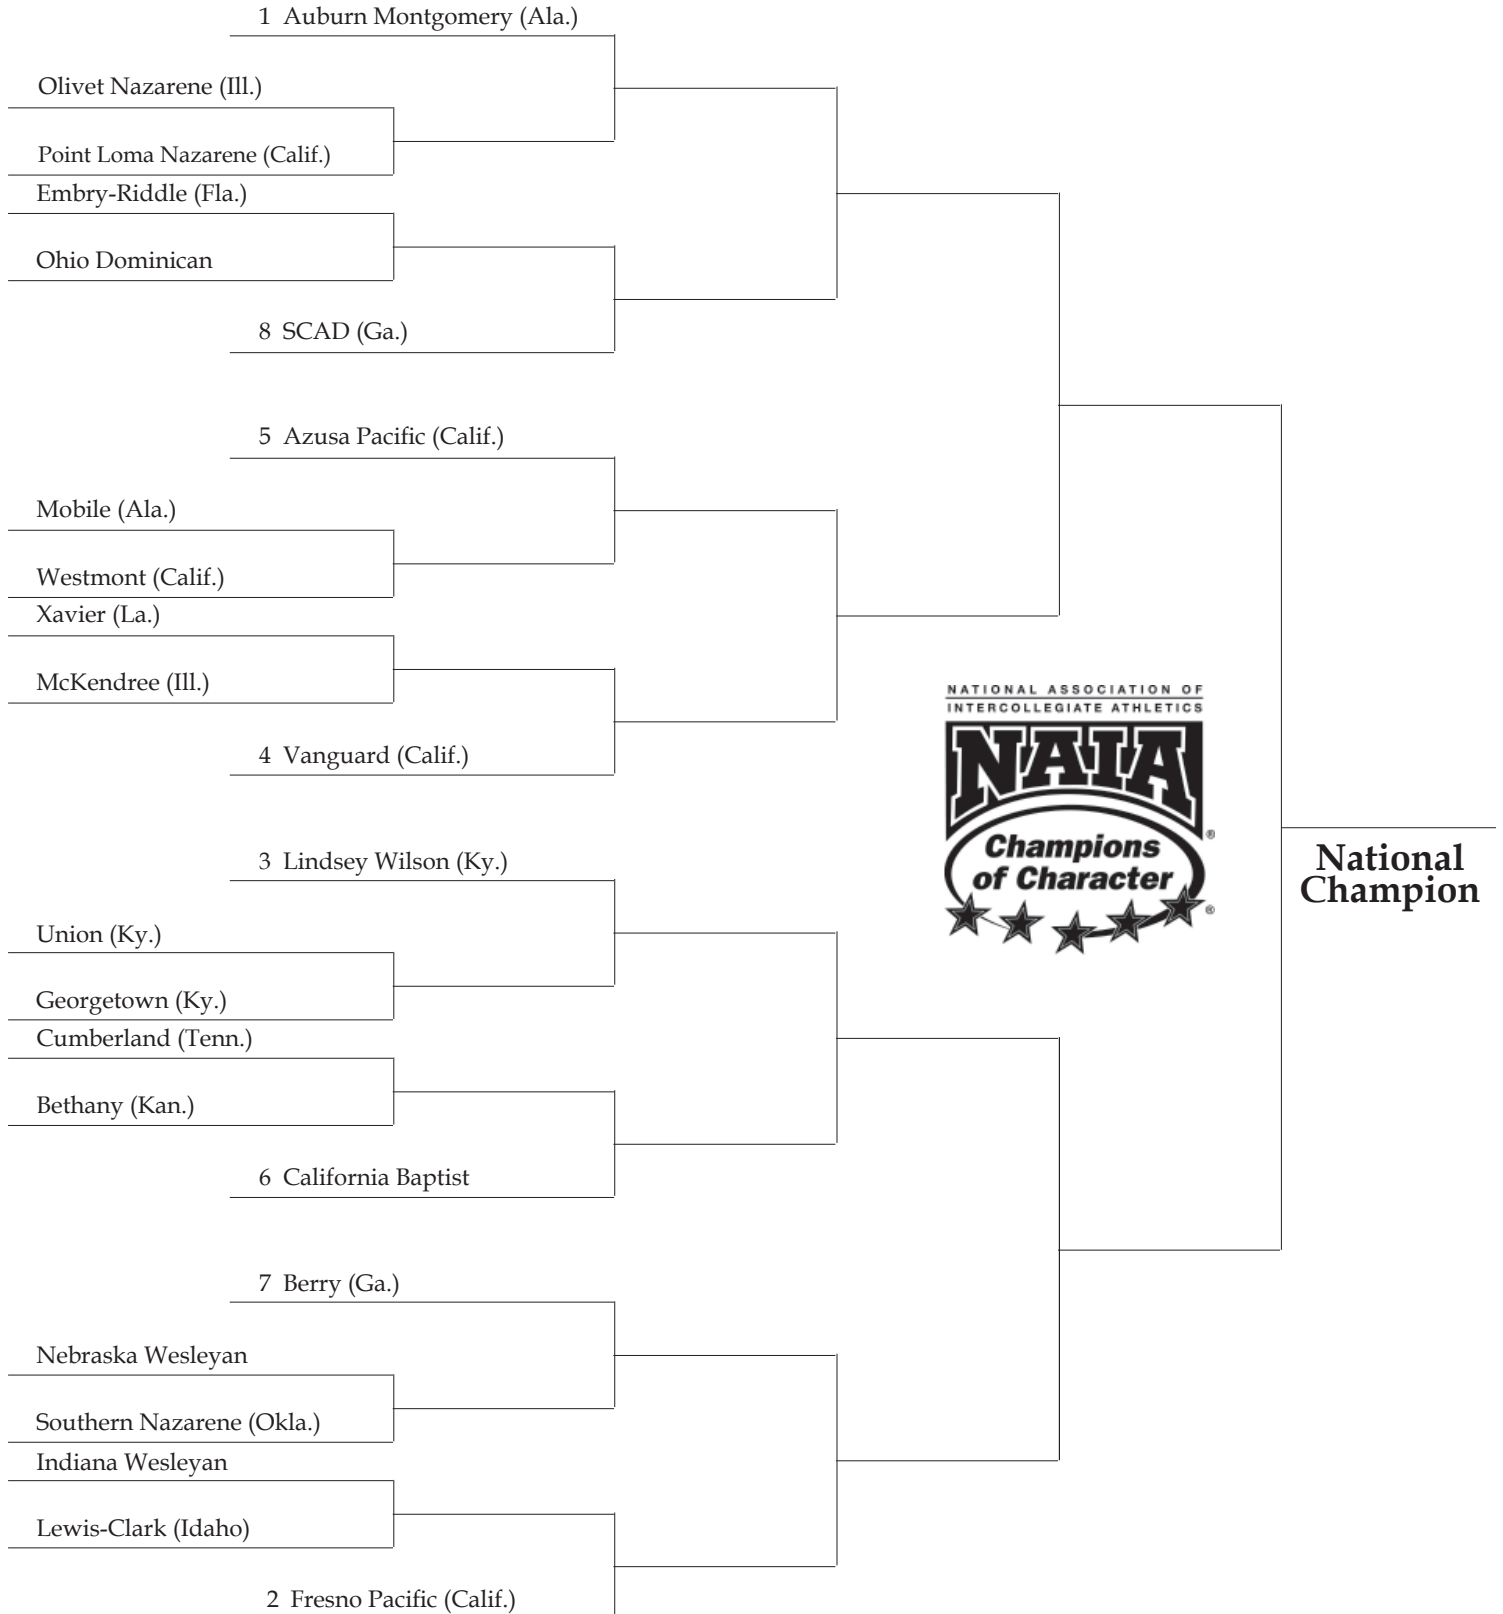 1 Auburn Montgomery (Ala.)
Olivet Nazarene (Ill.)
Point Loma Nazarene (Calif.)
Embry-Riddle (Fla.)
Ohio Dominican
8 SCAD (Ga.)
5 Azusa Pacific (Calif.)
Mobile (Ala.)
Westmont (Calif.)
Xavier (La.)
McKendree (Ill.)
4 Vanguard (Calif.)
NATIONAL ASSOCIATION OF
INTERCOLLEGIATE ATHLETICS
NAIA
®
Champions
of Character
®
National
Champion
3 Lindsey Wilson (Ky.)
Union (Ky.)
Georgetown (Ky.)
Cumberland (Tenn.)
Bethany (Kan.)
6 California Baptist
7 Berry (Ga.)
Nebraska Wesleyan
Southern Nazarene (Okla.)
Indiana Wesleyan
Lewis-Clark (Idaho)
2 Fresno Pacific (Calif.)